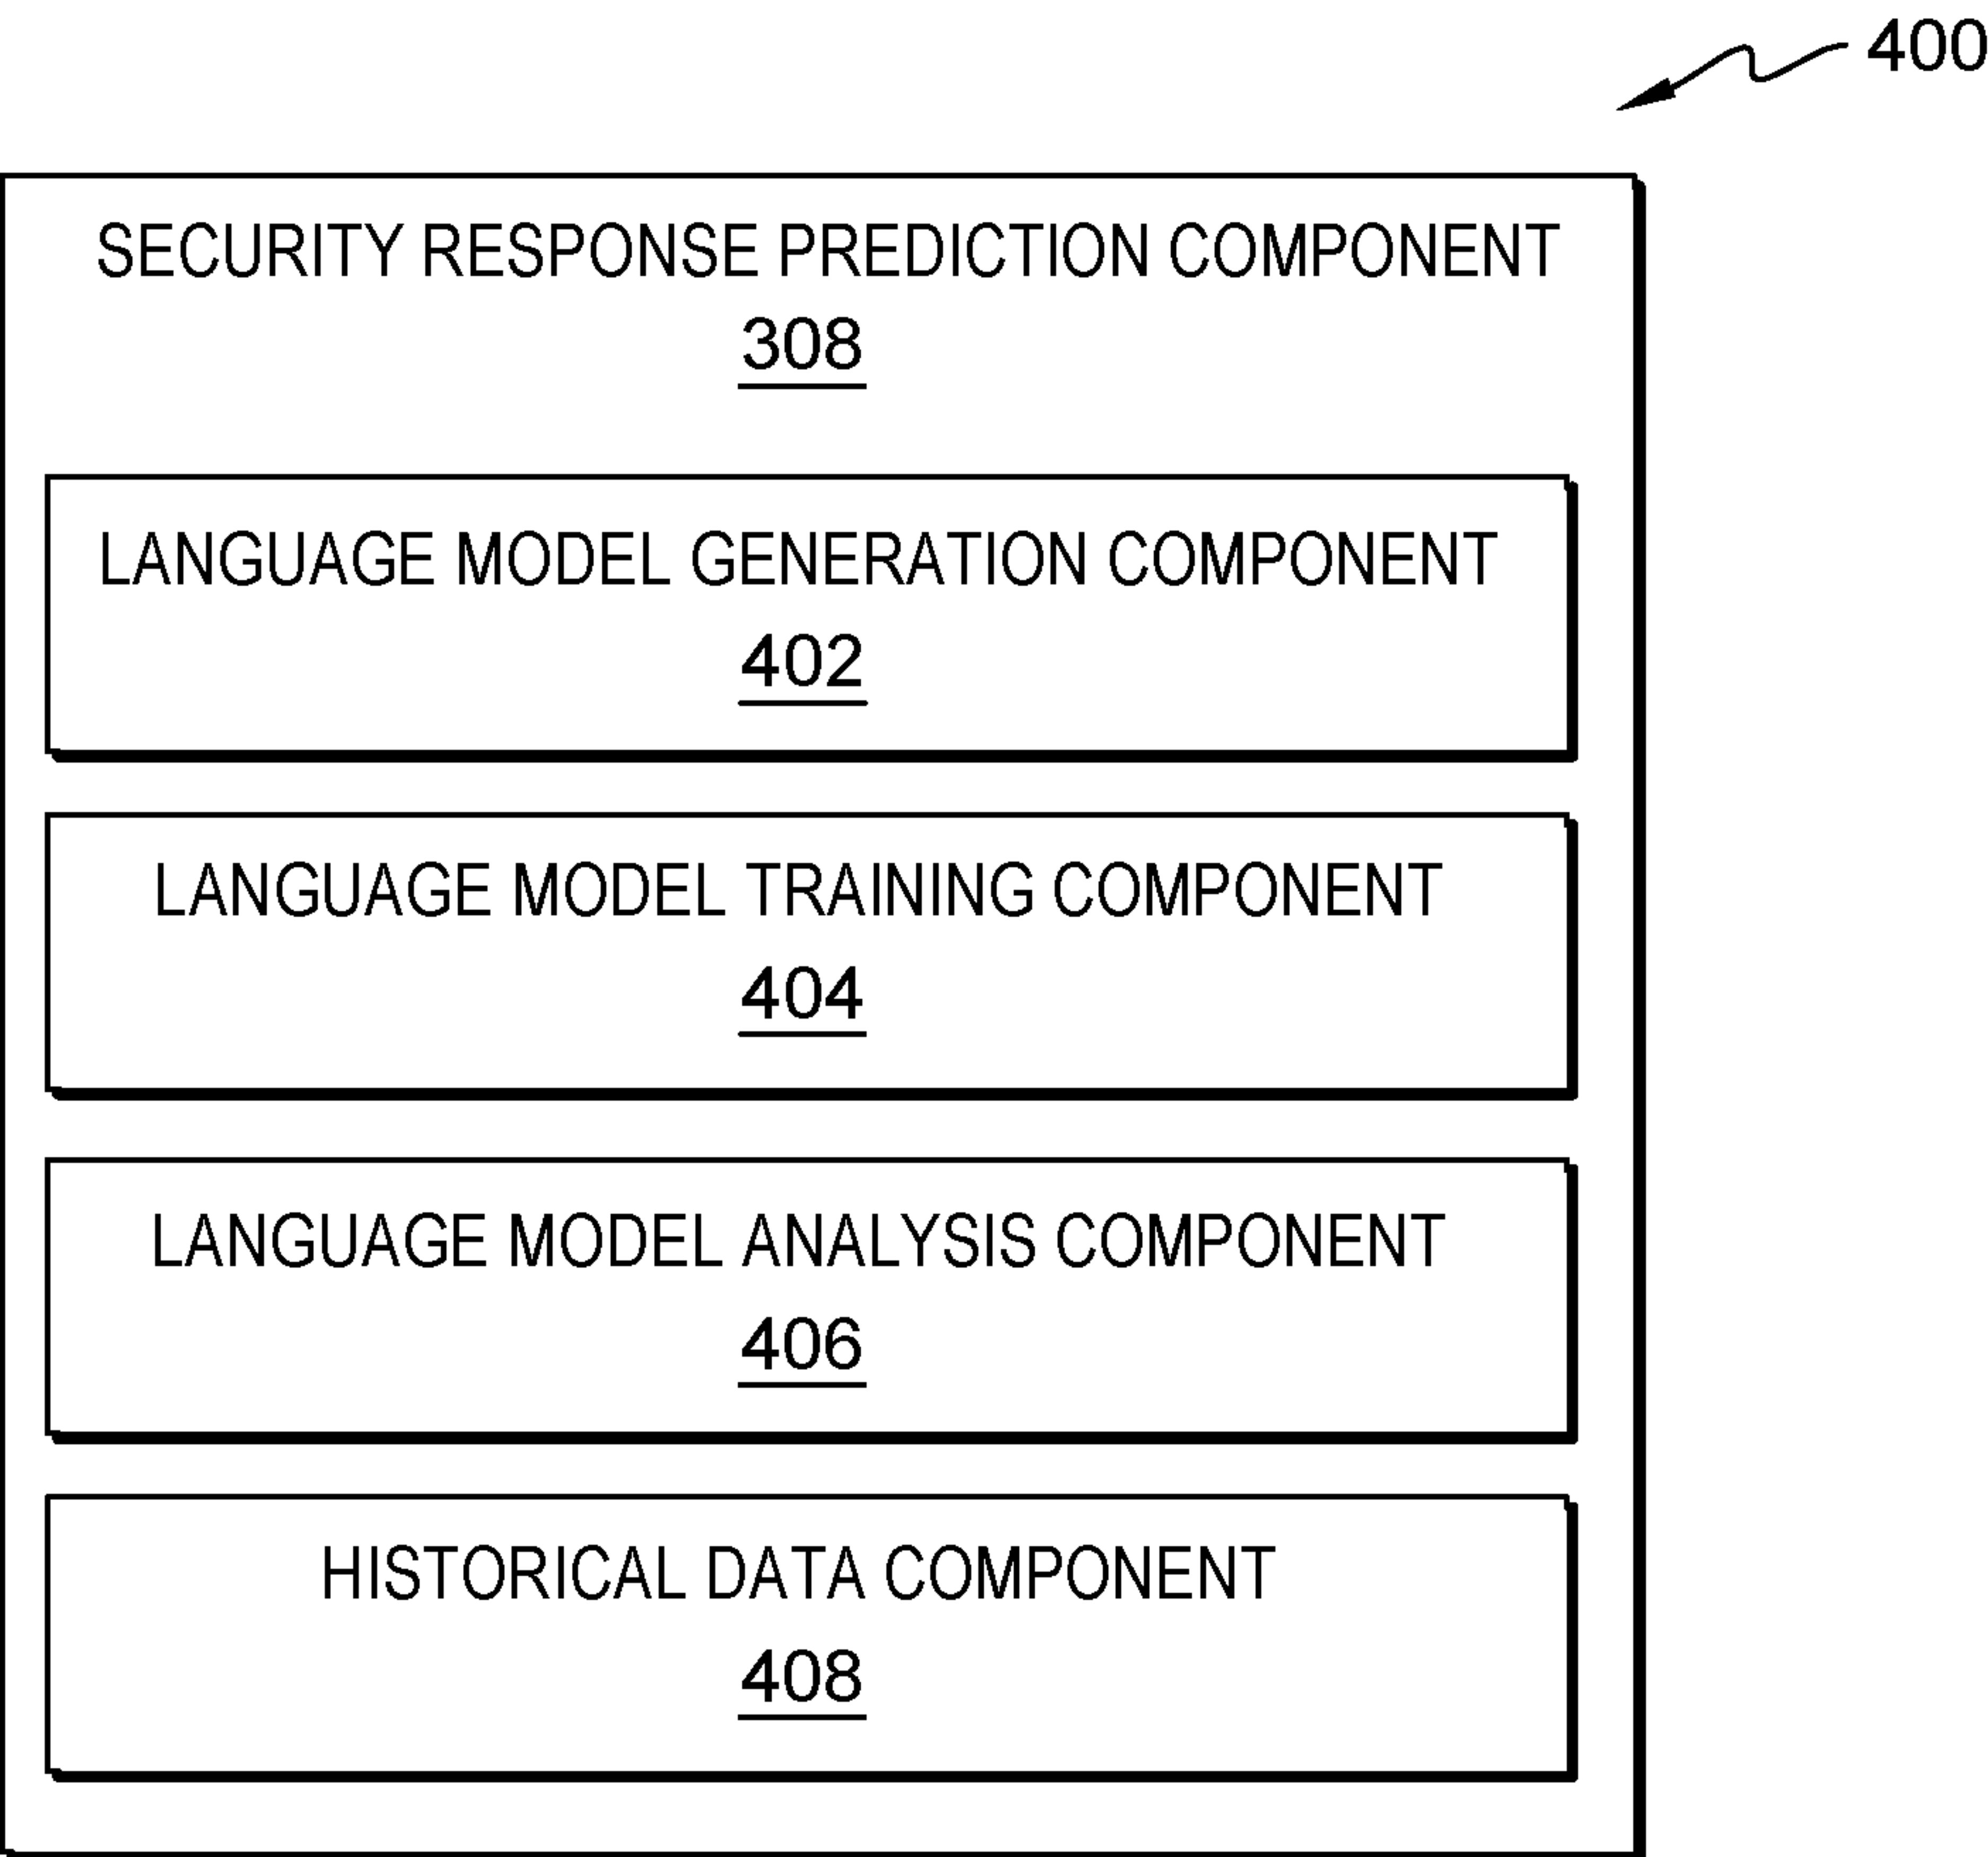 400
SECURITY RESPONSE PREDICTION COMPONENT
308
LANGUAGE MODEL GENERATION COMPONENT
402
LANGUAGE MODEL TRAINING COMPONENT
404
LANGUAGE MODEL ANALYSIS COMPONENT
406
HISTORICAL DATA COMPONENT
408